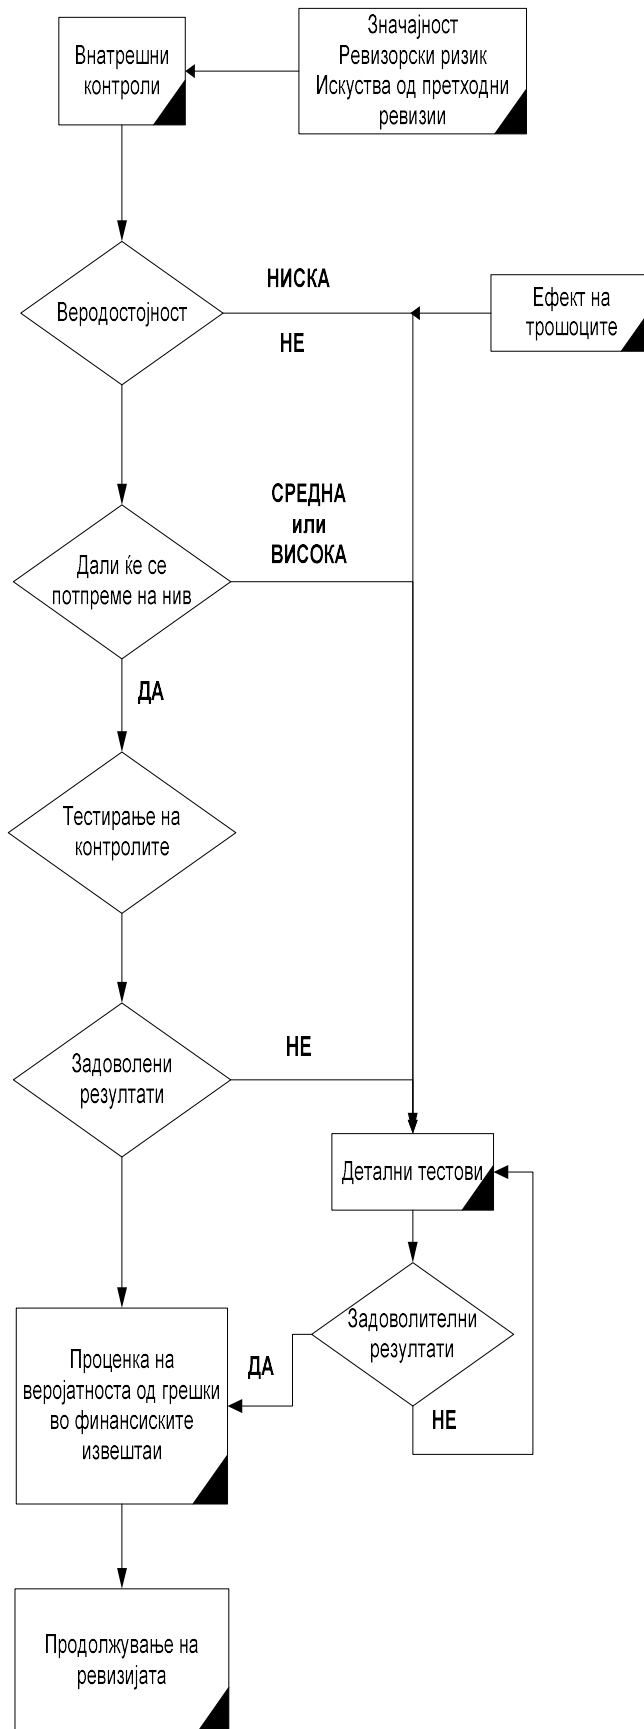 Внатрешни
контроли
Значајност
Ревизорски ризик
Искуства од претходни
ревизии
Веродостојност
НИСКА
НЕ
Ефект на
трошоците
СРЕДНА
или
ВИСОКА
Дали ќе се
потпреме на нив
ДА
Тестирање на
контролите
Задоволени
резултати
НЕ
Детални тестови
Задоволителни
резултати
ДА
НЕ
Проценка на
веројатноста од грешки
во финансиските
извештаи
Продолжување на
ревизијата